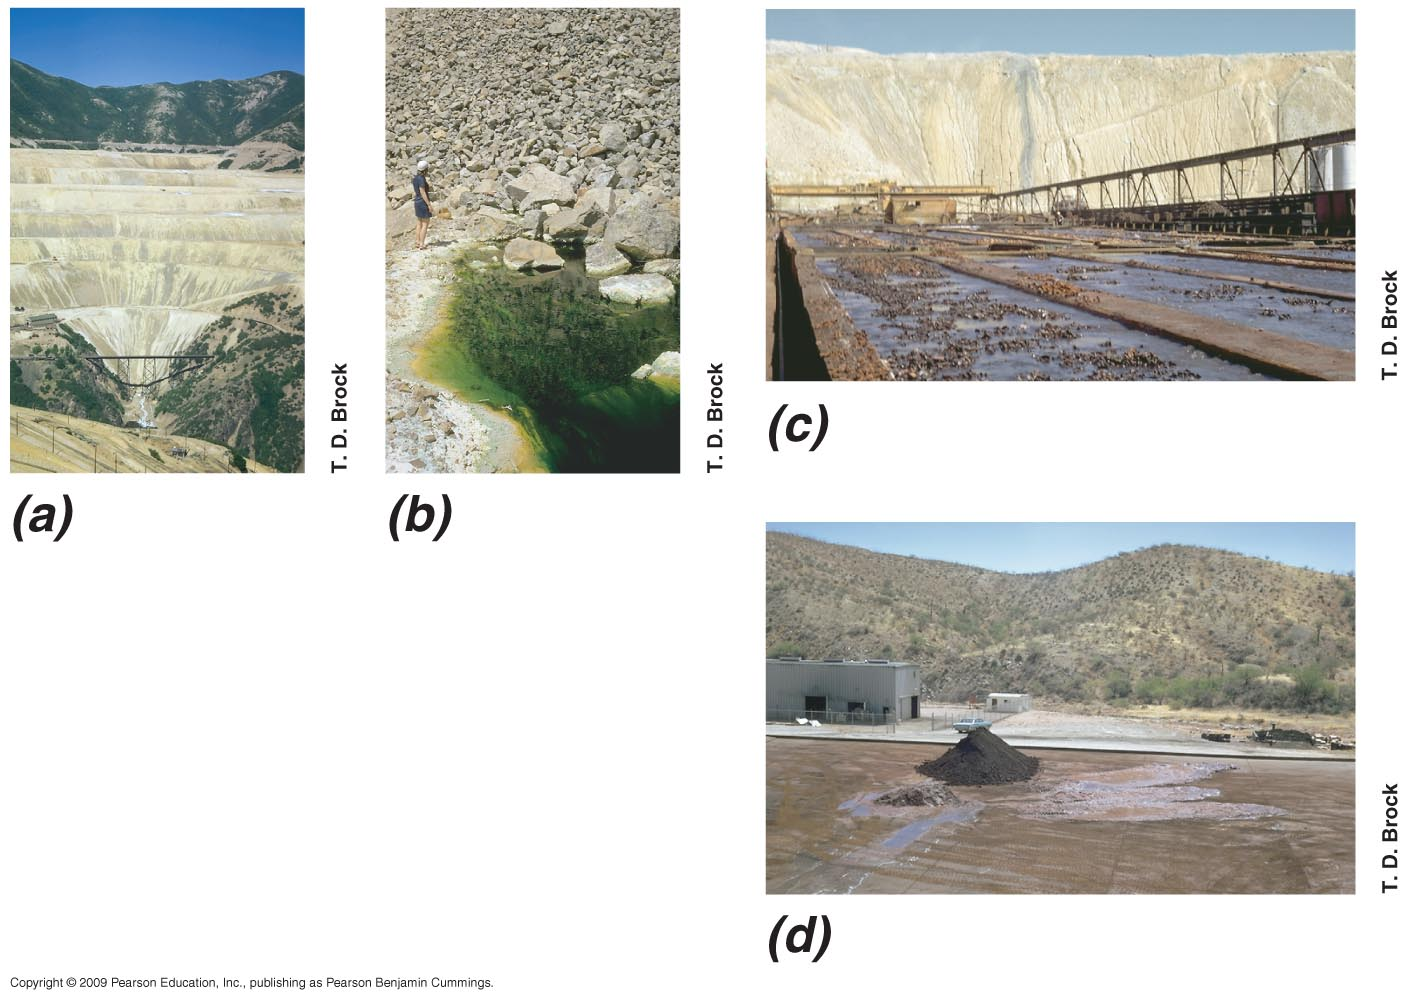 T. D. Brock
(a)
T. D. Brock
(b)
T. D. Brock
(c)
T. D. Brock
(d)
Copyright © 2009 Pearson Education, Inc., publishing as Pearson Benjamin Cummings.